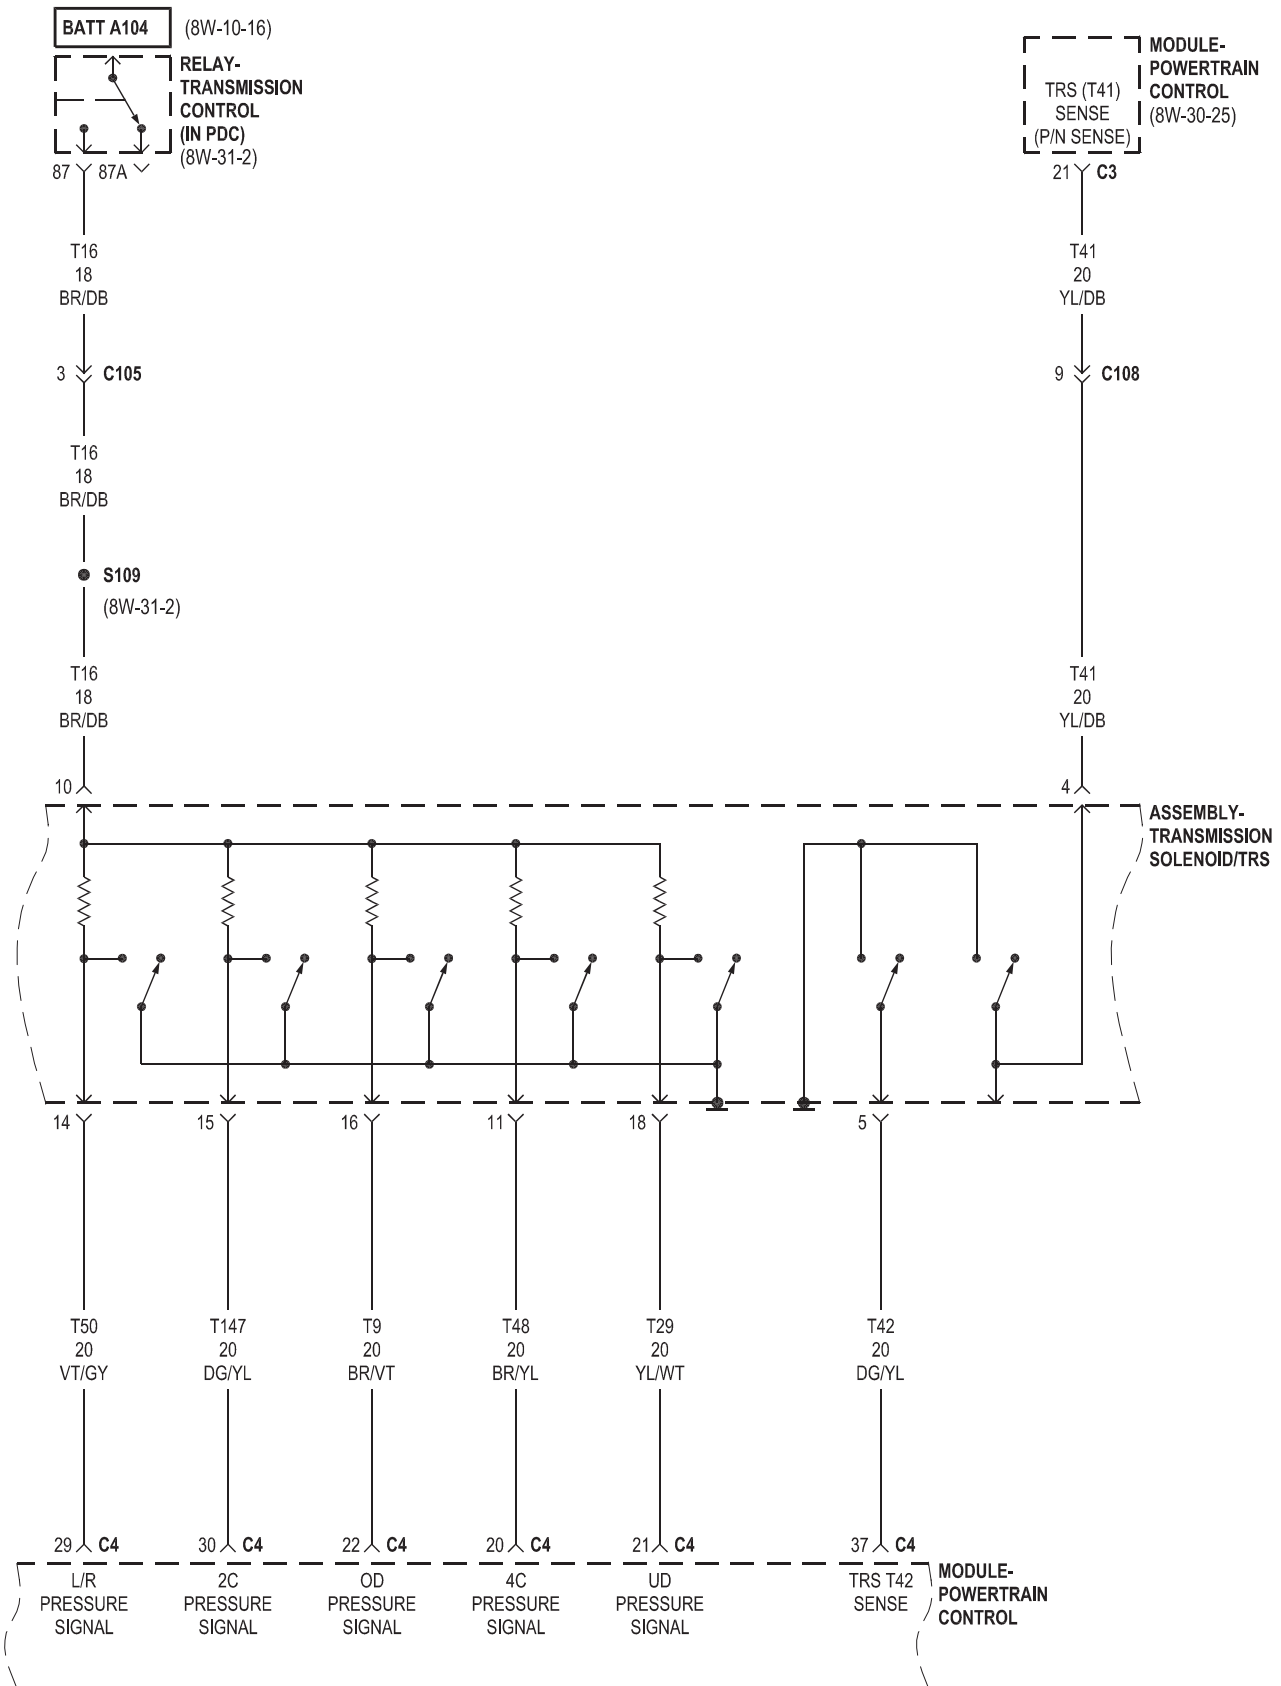 BATT A104 (8W-10-16)
RELAY-
TRANSMISSION
CONTROL
(IN PDC)
(8W-31-2)
87 87A
MODULE-
POWERTRAIN
CONTROL
(8W-30-25)
TRS (T41)
SENSE
(P/N SENSE)
21 C3
T16
18
BR/DB
T41
20
YL/DB
3 C105
9 C108
T16
18
BR/DB
S109
(8W-31-2)
T16
18
BR/DB
T41
20
YL/DB
10
4
ASSEMBLY-
TRANSMISSION
SOLENOID/TRS
14 15 16 11 18 5
T50
20
VT/GY
T147
20
DG/YL
T9
20
BR/VT
T48
20
BR/YL
T29
20
YL/WT
T42
20
DG/YL
29 C4
30 C4
22 C4
20 C4
21 C4
37 C4
L/R
PRESSURE
SIGNAL
2C
PRESSURE
SIGNAL
OD
PRESSURE
SIGNAL
4C
PRESSURE
SIGNAL
UD
PRESSURE
SIGNAL
TRS T42
SENSE
MODULE-
POWERTRAIN
CONTROL